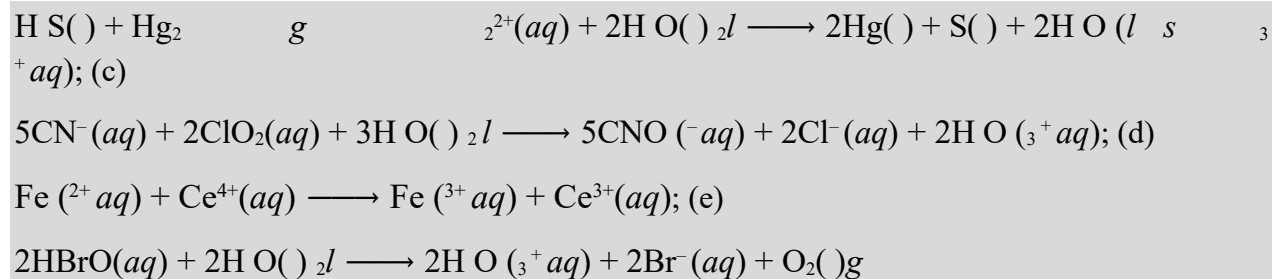 H S( ) + Hg₂ g ₂²⁺(aq) + 2H O( ) ₂l ⟶ 2Hg( ) + S( ) + 2H O (l s ₃
⁺ aq); (c)
5CN⁻(aq) + 2ClO₂(aq) + 3H O( ) ₂ l ⟶ 5CNO (⁻aq) + 2Cl⁻(aq) + 2H O (₃⁺ aq); (d)
Fe (²⁺ aq) + Ce⁴⁺(aq) ⟶ Fe (³⁺ aq) + Ce³⁺(aq); (e)
2HBrO(aq) + 2H O( ) ₂l ⟶ 2H O (₃⁺ aq) + 2Br⁻(aq) + O₂( )g